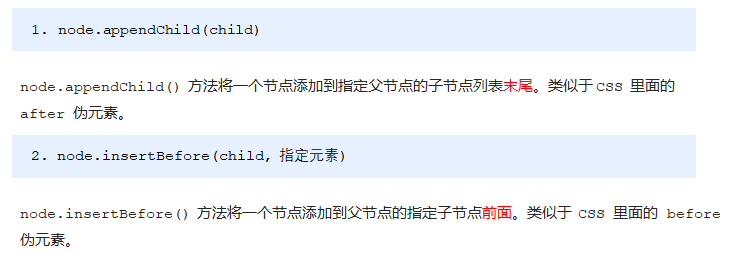 1. node.appendChild(child)
node.appendChild() 方法将一个节点添加到指定父节点的子节点列表末尾。类似于 CSS 里面的
after 伪元素。
2. node.insertBefore(child, 指定元素)
node.insertBefore() 方法将一个节点添加到父节点的指定子节点前面。类似于 CSS 里面的 before
伪元素。